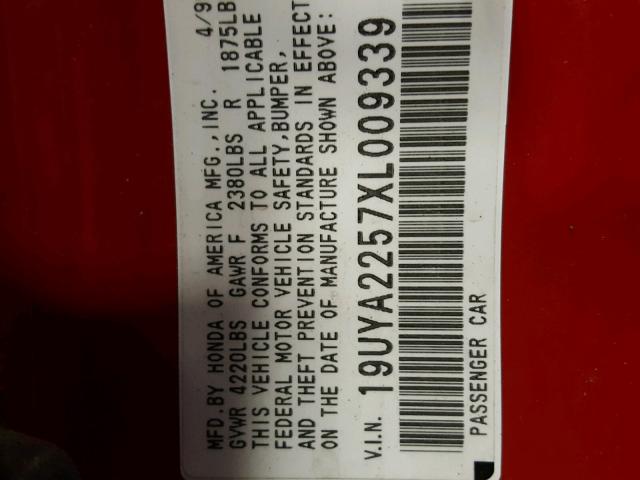 MFD.BY HONDA OF AMERICA MFG.,INC. 4/9
GVWR 4220LBS GAWR F 2380LBS R 1875LB
THIS VEHICLE CONFORMS TO ALL APPLICABLE
FEDERAL MOTOR VEHICLE SAFETY,BUMPER,
AND THEFT PREVENTION STANDARDS IN EFFECT
ON THE DATE OF MANUFACTURE SHOWN ABOVE:
V.I.N. 19UYA2257XL009339
PASSENGER CAR